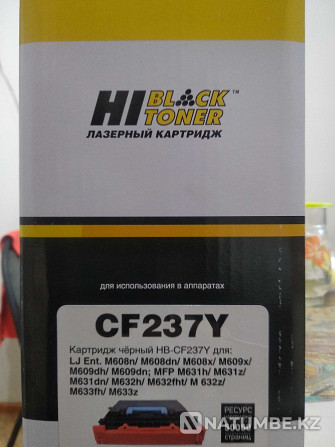 HI BLACK TONER™
ЛАЗЕРНЫЙ КАРТРИДЖ
для использования в аппаратах
CF237Y
Картридж чёрный HB-CF237Y для:
LJ Ent. M608n/ M608dn/ M608x/ M609x/
M609dh/ M609dn; MFP M631h/ M631z/
M631dn/ M632h/ M632fht/ M 632z/
M633fh/ M633z
РЕСУРС
страниц
NATUMBE.KZ